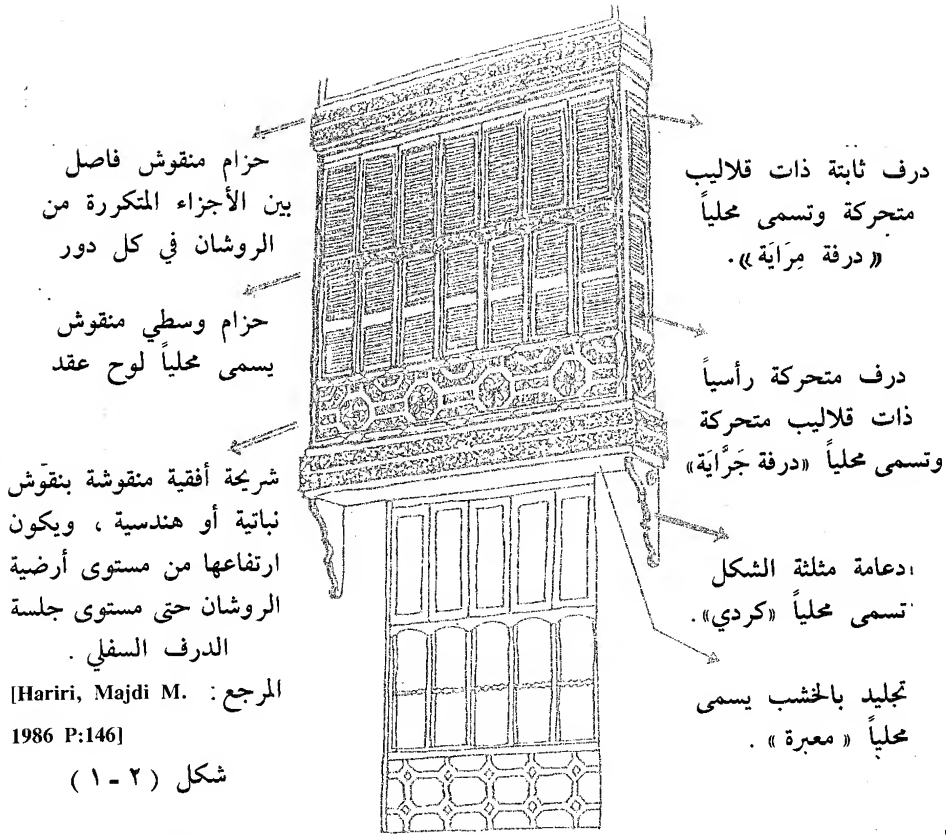 درف ثابتة ذات قلاليب
متحركة وتسمى محلياً
«درفة مِرَايَة».
درف متحركة رأسياً
ذات قلاليب متحركة
وتسمى محلياً «درفة جَرَّايَة»
دعامة مثلثة الشكل
تسمى محلياً «كردي».
تجليد بالخشب يسمى
محلياً « معبرة » .
حزام منقوش فاصل
بين الأجزاء المتكررة من
الروشان في كل دور
حزام وسطي منقوش
يسمى محلياً لوح عقد
شريحة أفقية منقوشة بنقوش
نباتية أو هندسية ، ويكون
ارتفاعها من مستوى أرضية
الروشان حتى مستوى جلسة
الدرف السفلي .
المرجع : [Hariri, Majdi M.
1986 P:146]
شكل ( ٢ - ١ )